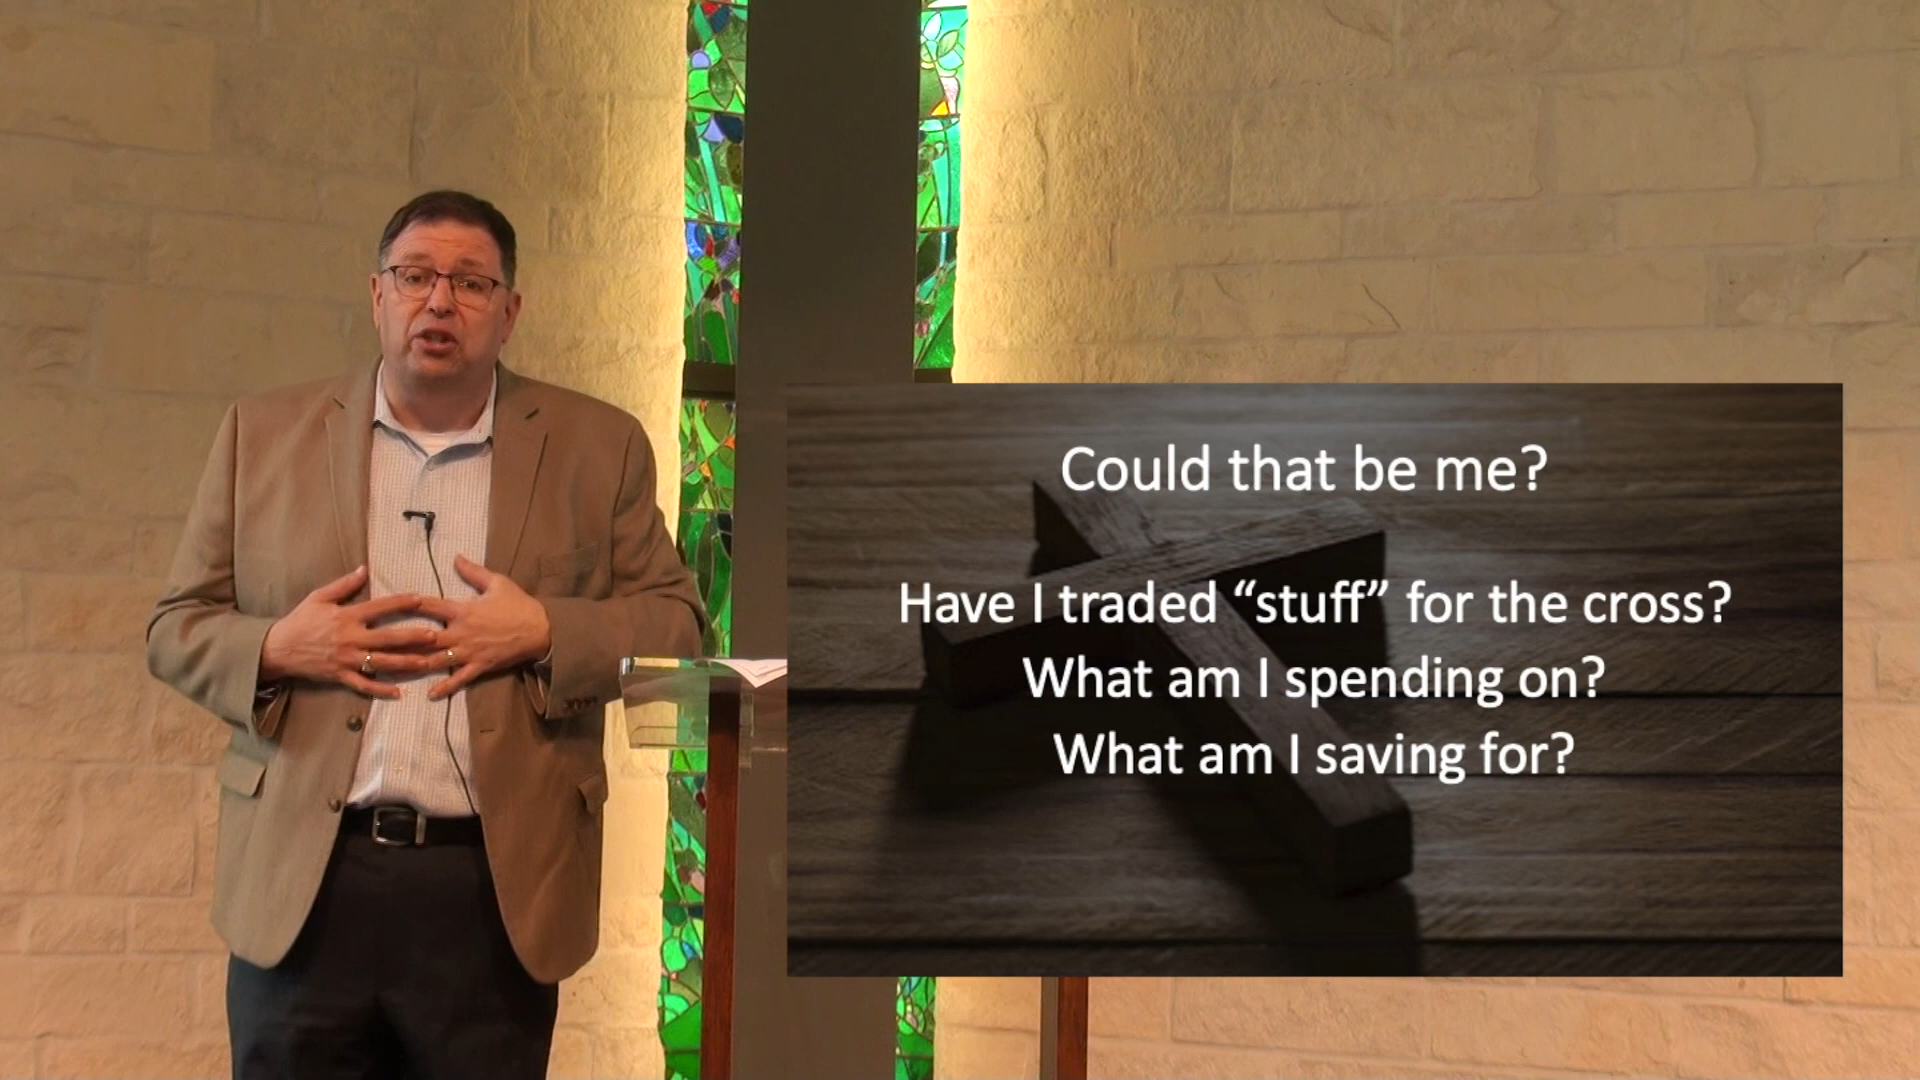 Could that be me?
Have I traded “stuff” for the cross?
What am I spending on?
What am I saving for?